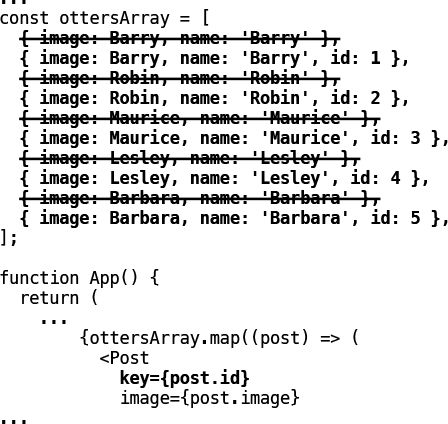 ...
const ottersArray = [
{ image: Barry, name: 'Barry' },
{ image: Barry, name: 'Barry', id: 1 },
{ image: Robin, name: 'Robin' },
{ image: Robin, name: 'Robin', id: 2 },
{ image: Maurice, name: 'Maurice' },
{ image: Maurice, name: 'Maurice', id: 3 },
{ image: Lesley, name: 'Lesley' },
{ image: Lesley, name: 'Lesley', id: 4 },
{ image: Barbara, name: 'Barbara' },
{ image: Barbara, name: 'Barbara', id: 5 },
];
function App() {
return (
...
{ottersArray.map((post) => (
<Post
key={post.id}
image={post.image}
...